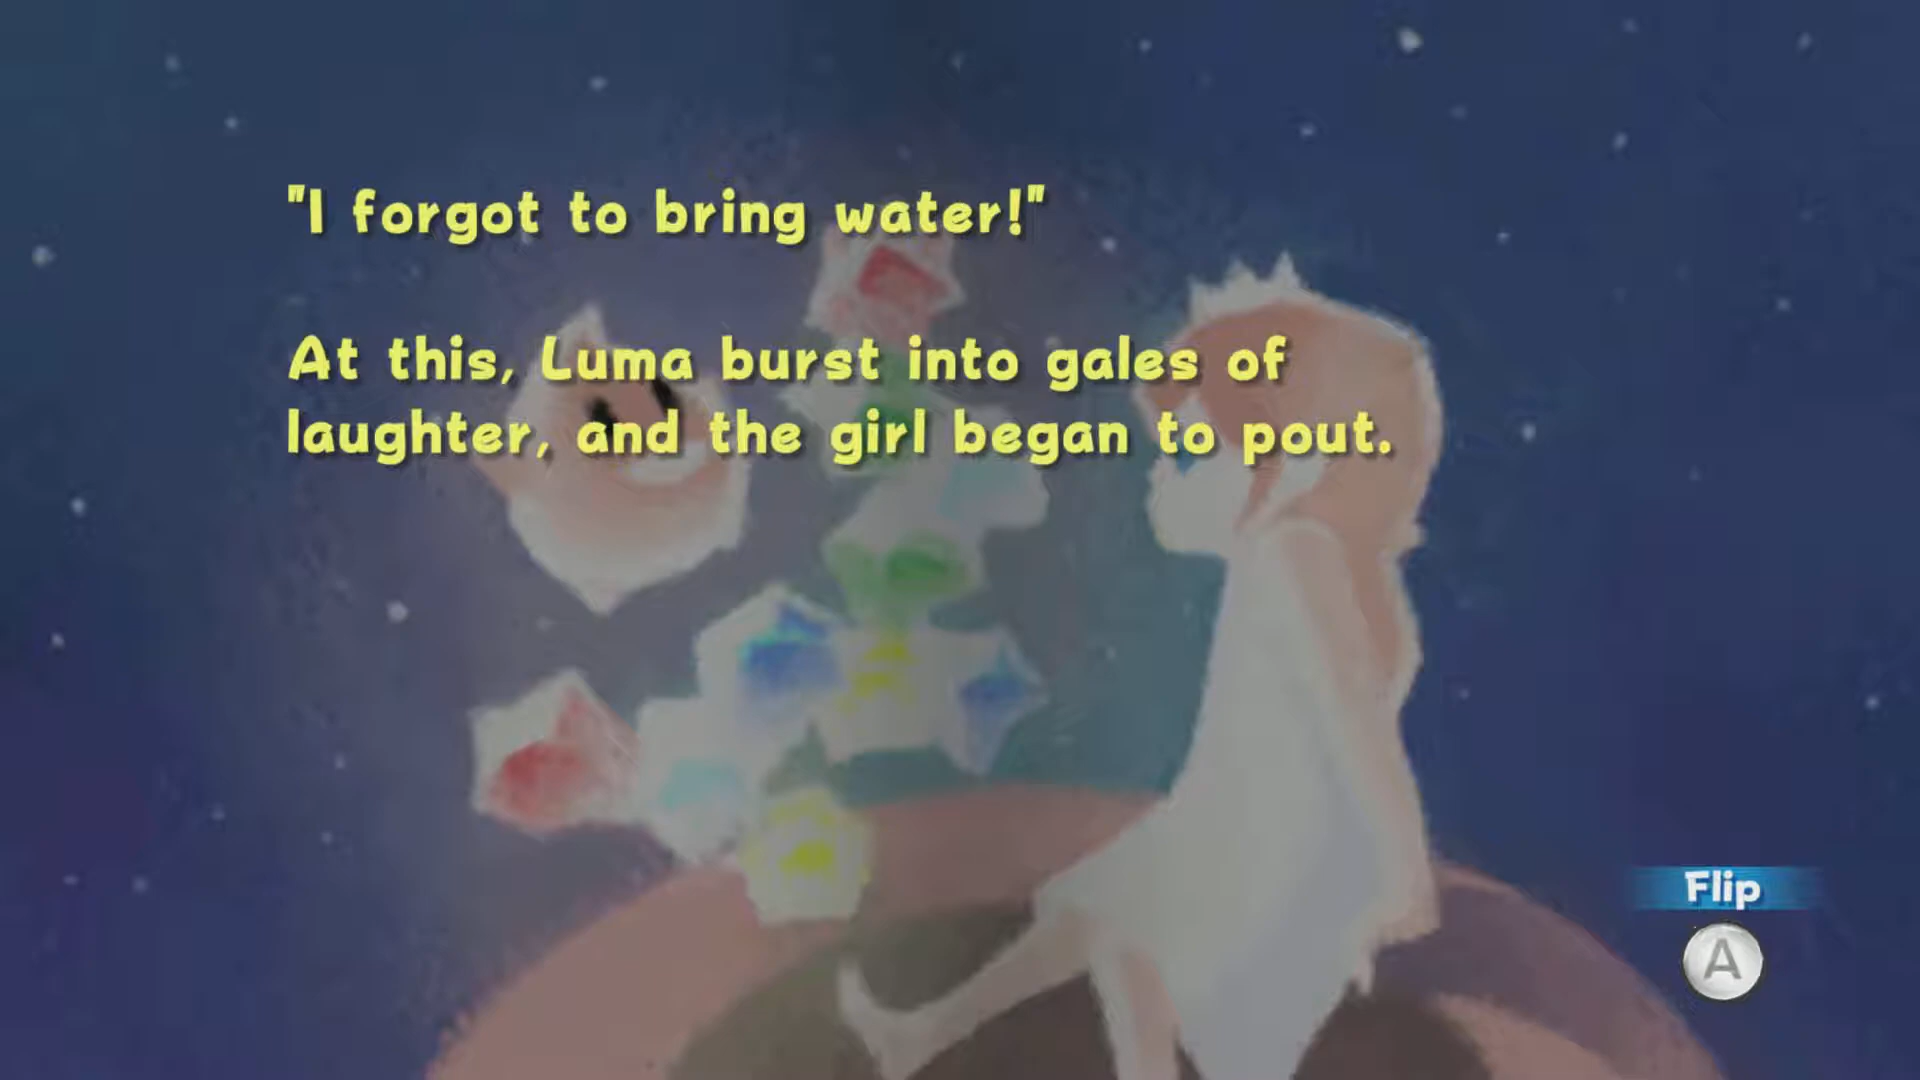 "I forgot to bring water!"
At this, Luma burst into gales of
laughter, and the girl began to pout.
Flip
A